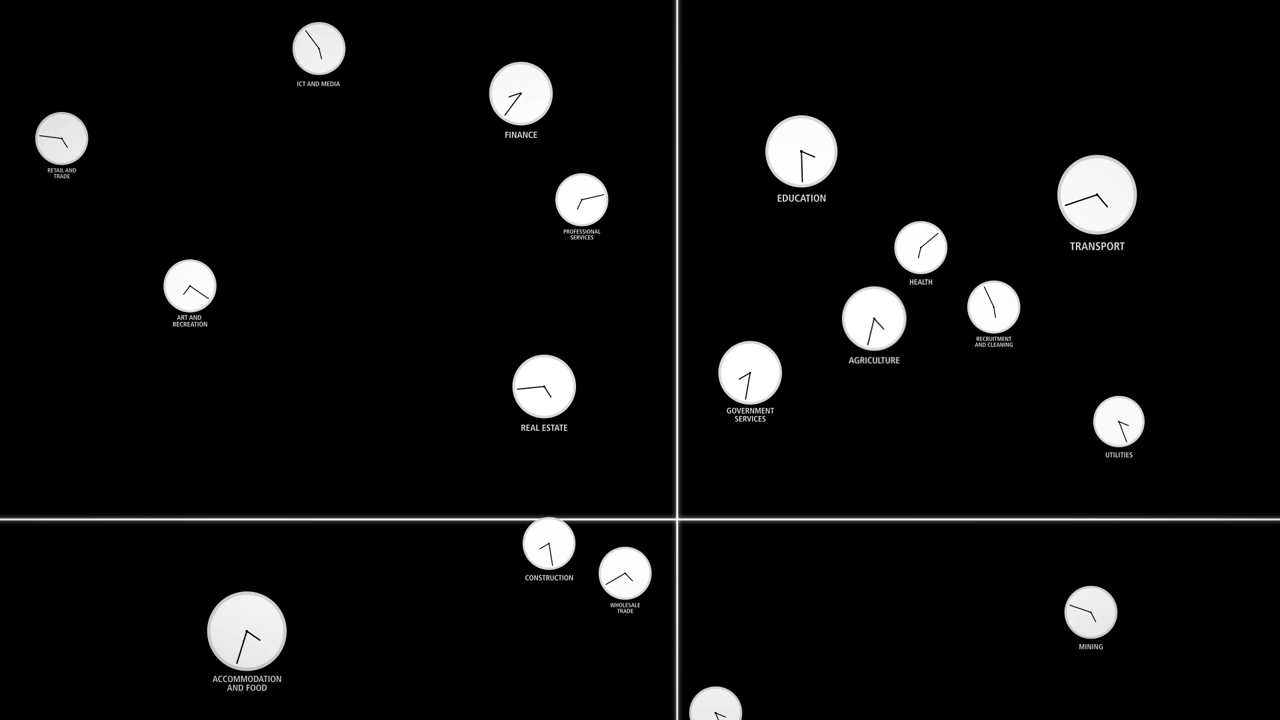 ICT AND MEDIA
FINANCE
RETAIL AND
TRADE
PROFESSIONAL
SERVICES
ART AND
RECREATION
REAL ESTATE
EDUCATION
TRANSPORT
HEALTH
RECRUITMENT
AND CLEANING
AGRICULTURE
GOVERNMENT
SERVICES
UTILITIES
CONSTRUCTION
WHOLESALE
TRADE
ACCOMMODATION
AND FOOD
MINING